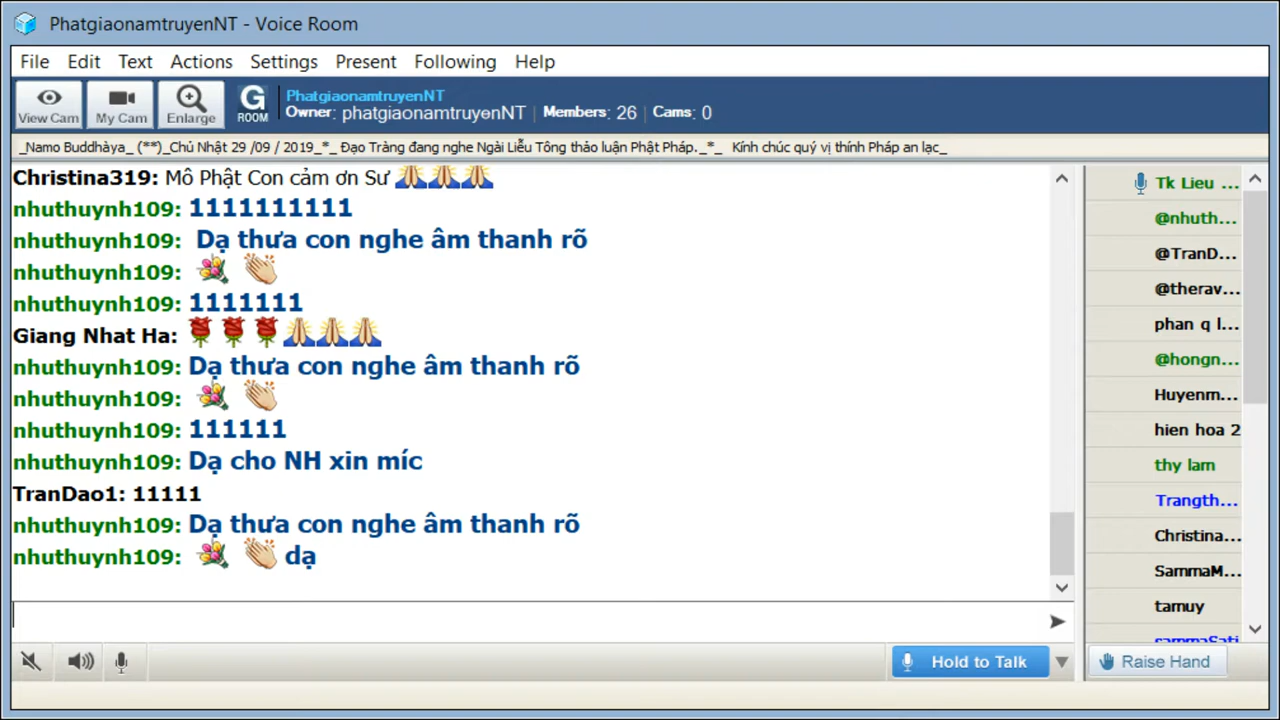 PhatgiaonamtruyenNT - Voice Room
File Edit Text Actions Settings Present Following Help
View Cam My Cam Enlarge G ROOM PhatgiaonamtruyenNT
Owner: phatgiaonamtruyenNT | Members: 26 | Cams: 0
_Namo Buddhàya_ (**)_Chủ Nhật 29 /09 / 2019_*_ Đạo Tràng đang nghe Ngài Liễu Tông thảo luận Phật Pháp._*_ Kính chúc quý vị thính Pháp an lạc_
Christina319: Mô Phật Con cảm ơn Sư 🙏🙏🙏
nhuthuynh109: 1111111111
nhuthuynh109: Dạ thưa con nghe âm thanh rõ
nhuthuynh109: 💐 👏
nhuthuynh109: 1111111
Giang Nhat Ha: 🌹🌹🌹🙏🙏🙏
nhuthuynh109: Dạ thưa con nghe âm thanh rõ
nhuthuynh109: 💐 👏
nhuthuynh109: 111111
nhuthuynh109: Dạ cho NH xin míc
TranDao1: 11111
nhuthuynh109: Dạ thưa con nghe âm thanh rõ
nhuthuynh109: 💐 👏 dạ
Tk Lieu ...
@nhuth...
@TranD...
@therav...
phan q l...
@hongn...
Huyenm...
hien hoa 2
thy lam
Trangth...
Christina...
SammaM...
tamuy
sammaSati
Hold to Talk
Raise Hand